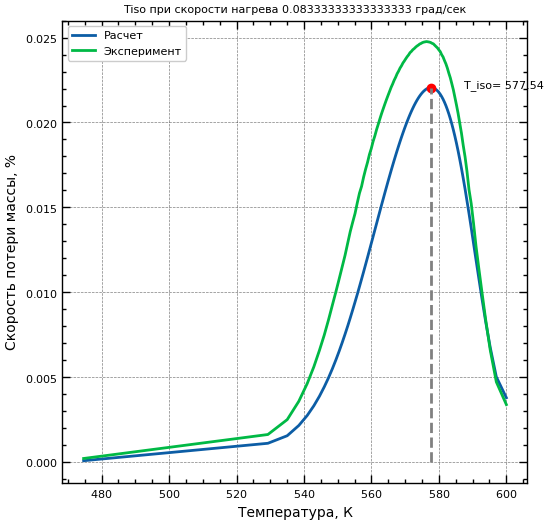 Tiso при скорости нагрева 0.08333333333333333 град/сек
Расчет
Эксперимент
T_iso= 577.54
Скорость потери массы, %
0.025
0.020
0.015
0.010
0.005
0.000
480 500 520 540 560 580 600
Температура, К